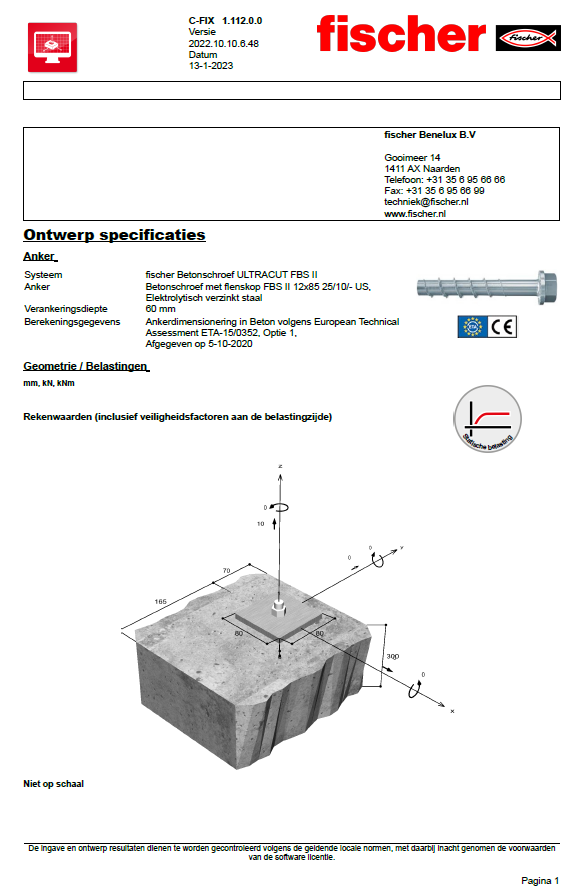 C-FIX 1.112.0.0
Versie
2022.10.10.6.48
Datum
13-1-2023
fischer
fischer
fischer Benelux B.V
Gooimeer 14
1411 AX Naarden
Telefoon: +31 35 6 95 66 66
Fax: +31 35 6 95 66 99
techniek@fischer.nl
www.fischer.nl
Ontwerp specificaties
Anker
Systeem fischer Betonschroef ULTRACUT FBS II
Anker Betonschroef met flenskop FBS II 12x85 25/10/- US,
Elektrolytisch verzinkt staal
Verankeringsdiepte 60 mm
Berekeningsgegevens Ankerdimensionering in Beton volgens European Technical
Assessment ETA-15/0352, Optie 1,
Afgegeven op 5-10-2020
ETA CE
Geometrie / Belastingen
mm, kN, kNm
Rekenwaarden (inclusief veiligheidsfactoren aan de belastingzijde)
Statische belasting
Z
0
10
0
0
Y
70
165
80
80
300
0
X
Niet op schaal
De ingave en ontwerp resultaten dienen te worden gecontroleerd volgens de geldende locale normen, met daarbij inacht genomen de voorwaarden
van de software licentie.
Pagina 1